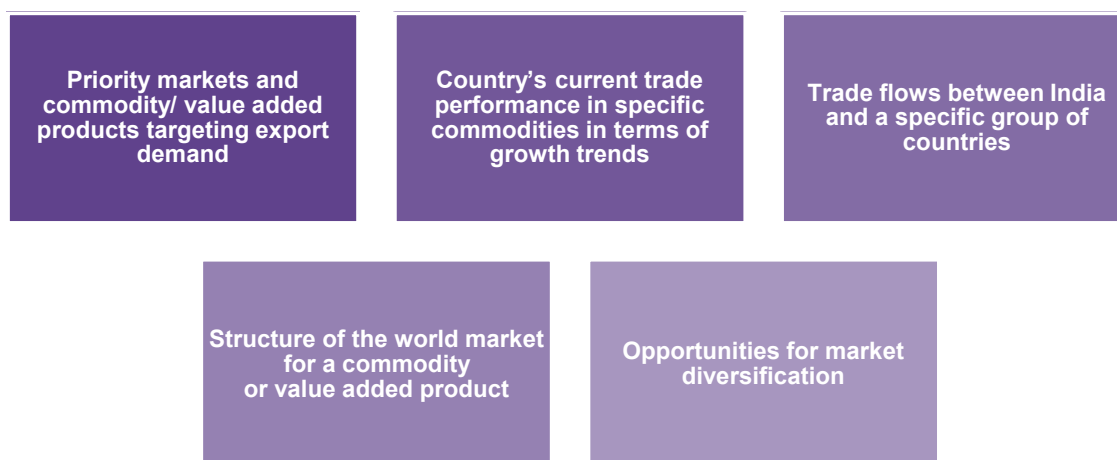 Priority markets and
commodity/ value added
products targeting export
demand
Country's current trade
performance in specific
commodities in terms of
growth trends
Trade flows between India
and a specific group of
countries
Structure of the world market
for a commodity
or value added product
Opportunities for market
diversification